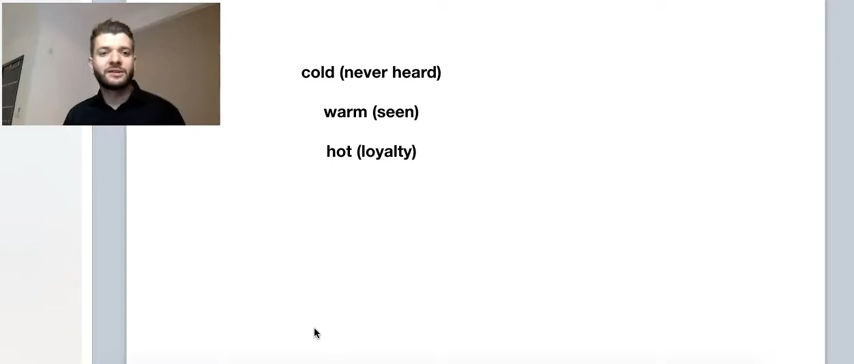 cold (never heard)
warm (seen)
hot (loyalty)